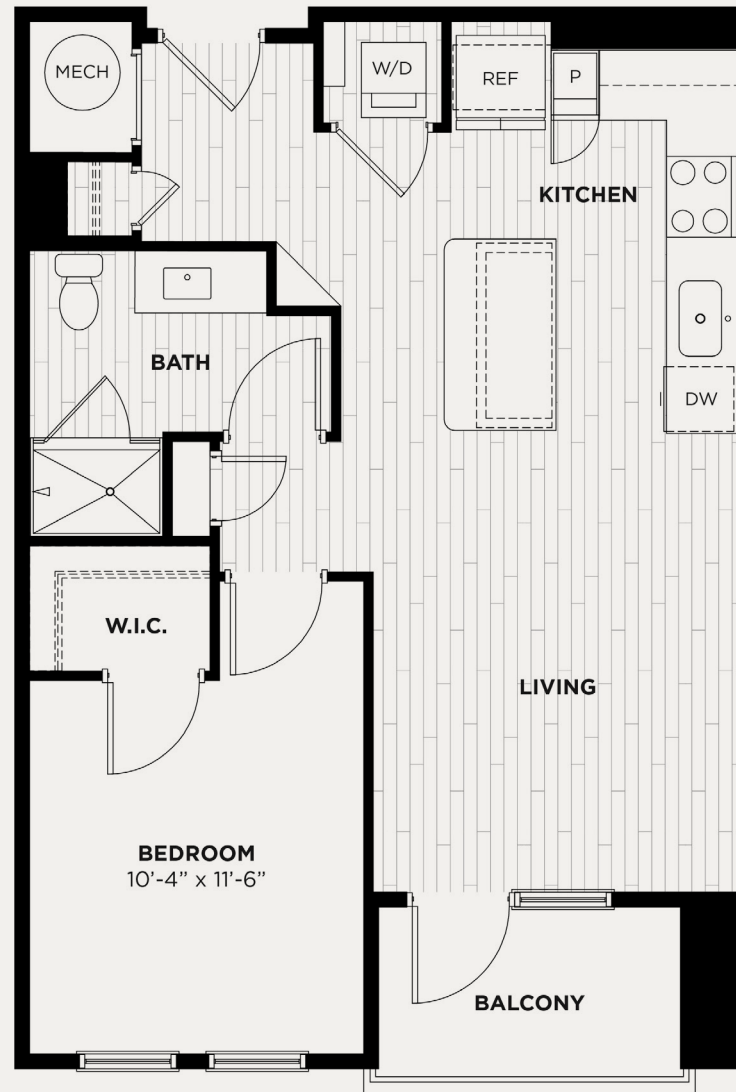 MECH
W/D
REF
P
KITCHEN
BATH
DW
W.I.C.
LIVING
BEDROOM
10'-4" x 11'-6"
BALCONY